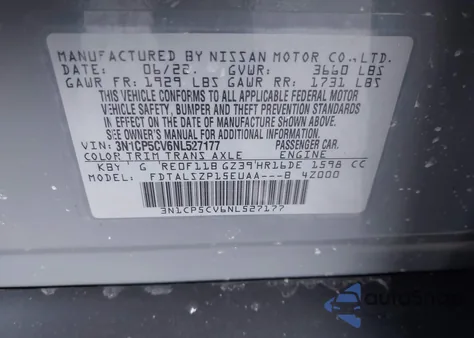 MANUFACTURED BY NISSAN MOTOR CO.,LTD.
DATE: 06/22 GVWR: 3660 LBS
GAWR FR: 1929 LBS GAWR RR: 1731 LBS
THIS VEHICLE CONFORMS TO ALL APPLICABLE FEDERAL MOTOR
VEHICLE SAFETY, BUMPER AND THEFT PREVENTION STANDARDS
IN EFFECT ON THE DATE OF MANUFACTURE SHOWN ABOVE.
SEE OWNER'S MANUAL FOR ADDITIONAL INFORMATION.
VIN: 3N1CP5CV6NL527177 PASSENGER CAR.
COLOR TRIM TRANS AXLE ENGINE
KBY G RE0F11B GZ39 HR16DE 1598 CC
MODEL: FDTALSZP15EUAA---B 4Z000
3N1CP5CV6NL527177